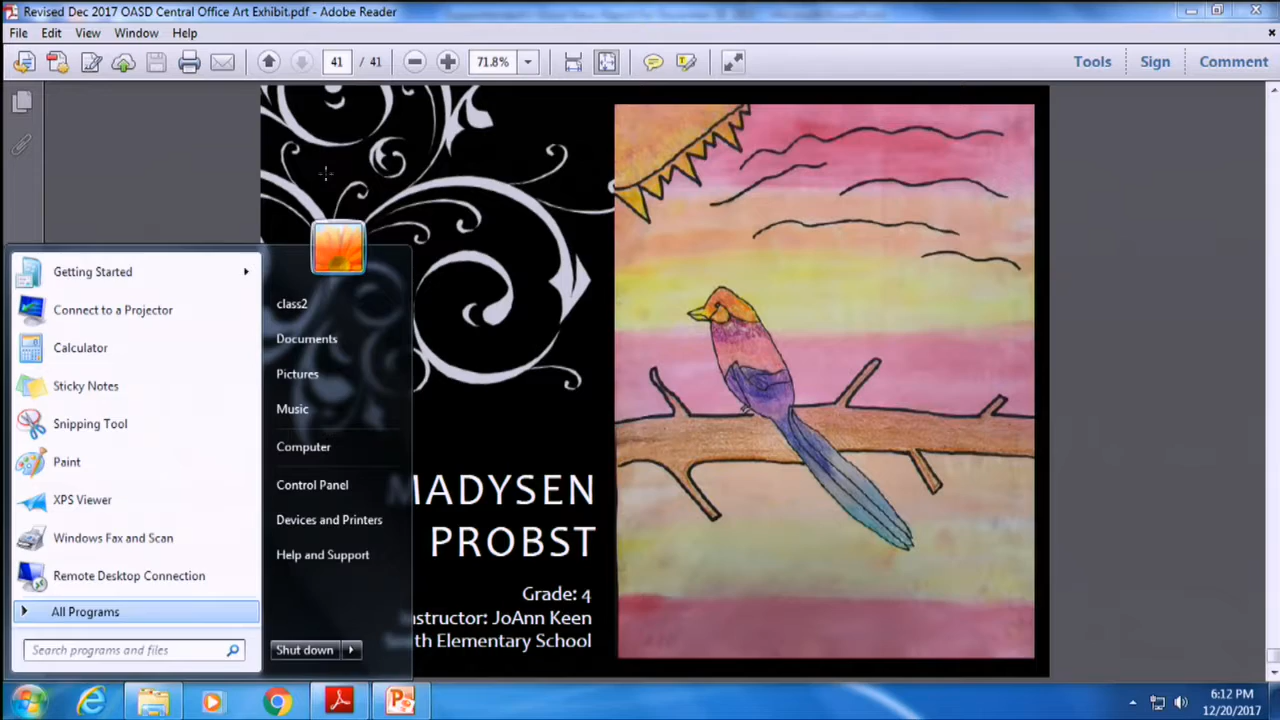 Revised Dec 2017 OASD Central Office Art Exhibit.pdf - Adobe Reader
File Edit View Window Help
41 / 41 71.8% Tools Sign Comment
Getting Started
Connect to a Projector
Calculator
Sticky Notes
Snipping Tool
Paint
XPS Viewer
Windows Fax and Scan
Remote Desktop Connection
All Programs
Search programs and files
class2
Documents
Pictures
Music
Computer
Control Panel
Devices and Printers
Help and Support
Shut down
MADYSEN
PROBST
Grade: 4
nstructor: JoAnn Keen
th Elementary School
6:12 PM
12/20/2017